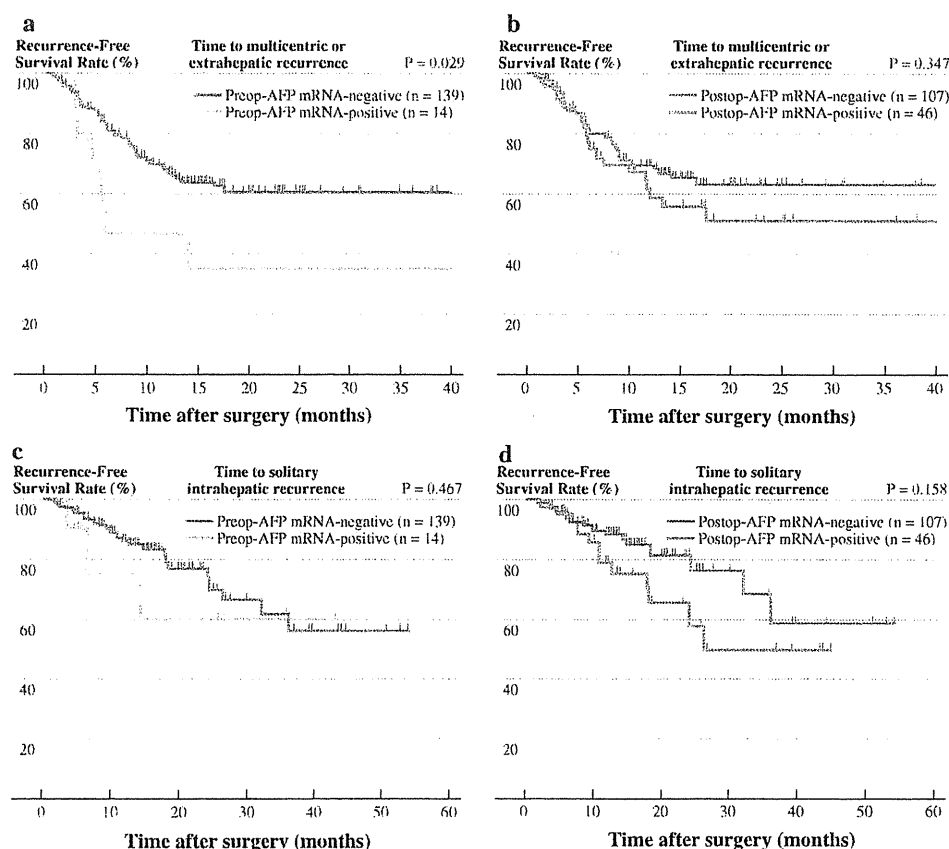 a
Recurrence-Free Survival Rate (%)
Time to multicentric or extrahepatic recurrence
P = 0.029
Preop-AFP mRNA-negative (n = 139)
Preop-AFP mRNA-positive (n = 14)
100
80
60
40
20
0 5 10 15 20 25 30 35 40
Time after surgery (months)
b
Recurrence-Free Survival Rate (%)
Time to multicentric or extrahepatic recurrence
P = 0.347
Postop-AFP mRNA-negative (n = 107)
Postop-AFP mRNA-positive (n = 46)
100
80
60
40
20
0 5 10 15 20 25 30 35 40
Time after surgery (months)
c
Recurrence-Free Survival Rate (%)
Time to solitary intrahepatic recurrence
P = 0.467
Preop-AFP mRNA-negative (n = 139)
Preop-AFP mRNA-positive (n = 14)
100
80
60
40
20
0 10 20 30 40 50 60
Time after surgery (months)
d
Recurrence-Free Survival Rate (%)
Time to solitary intrahepatic recurrence
P = 0.158
Postop-AFP mRNA-negative (n = 107)
Postop-AFP mRNA-positive (n = 46)
100
80
60
40
20
0 10 20 30 40 50 60
Time after surgery (months)